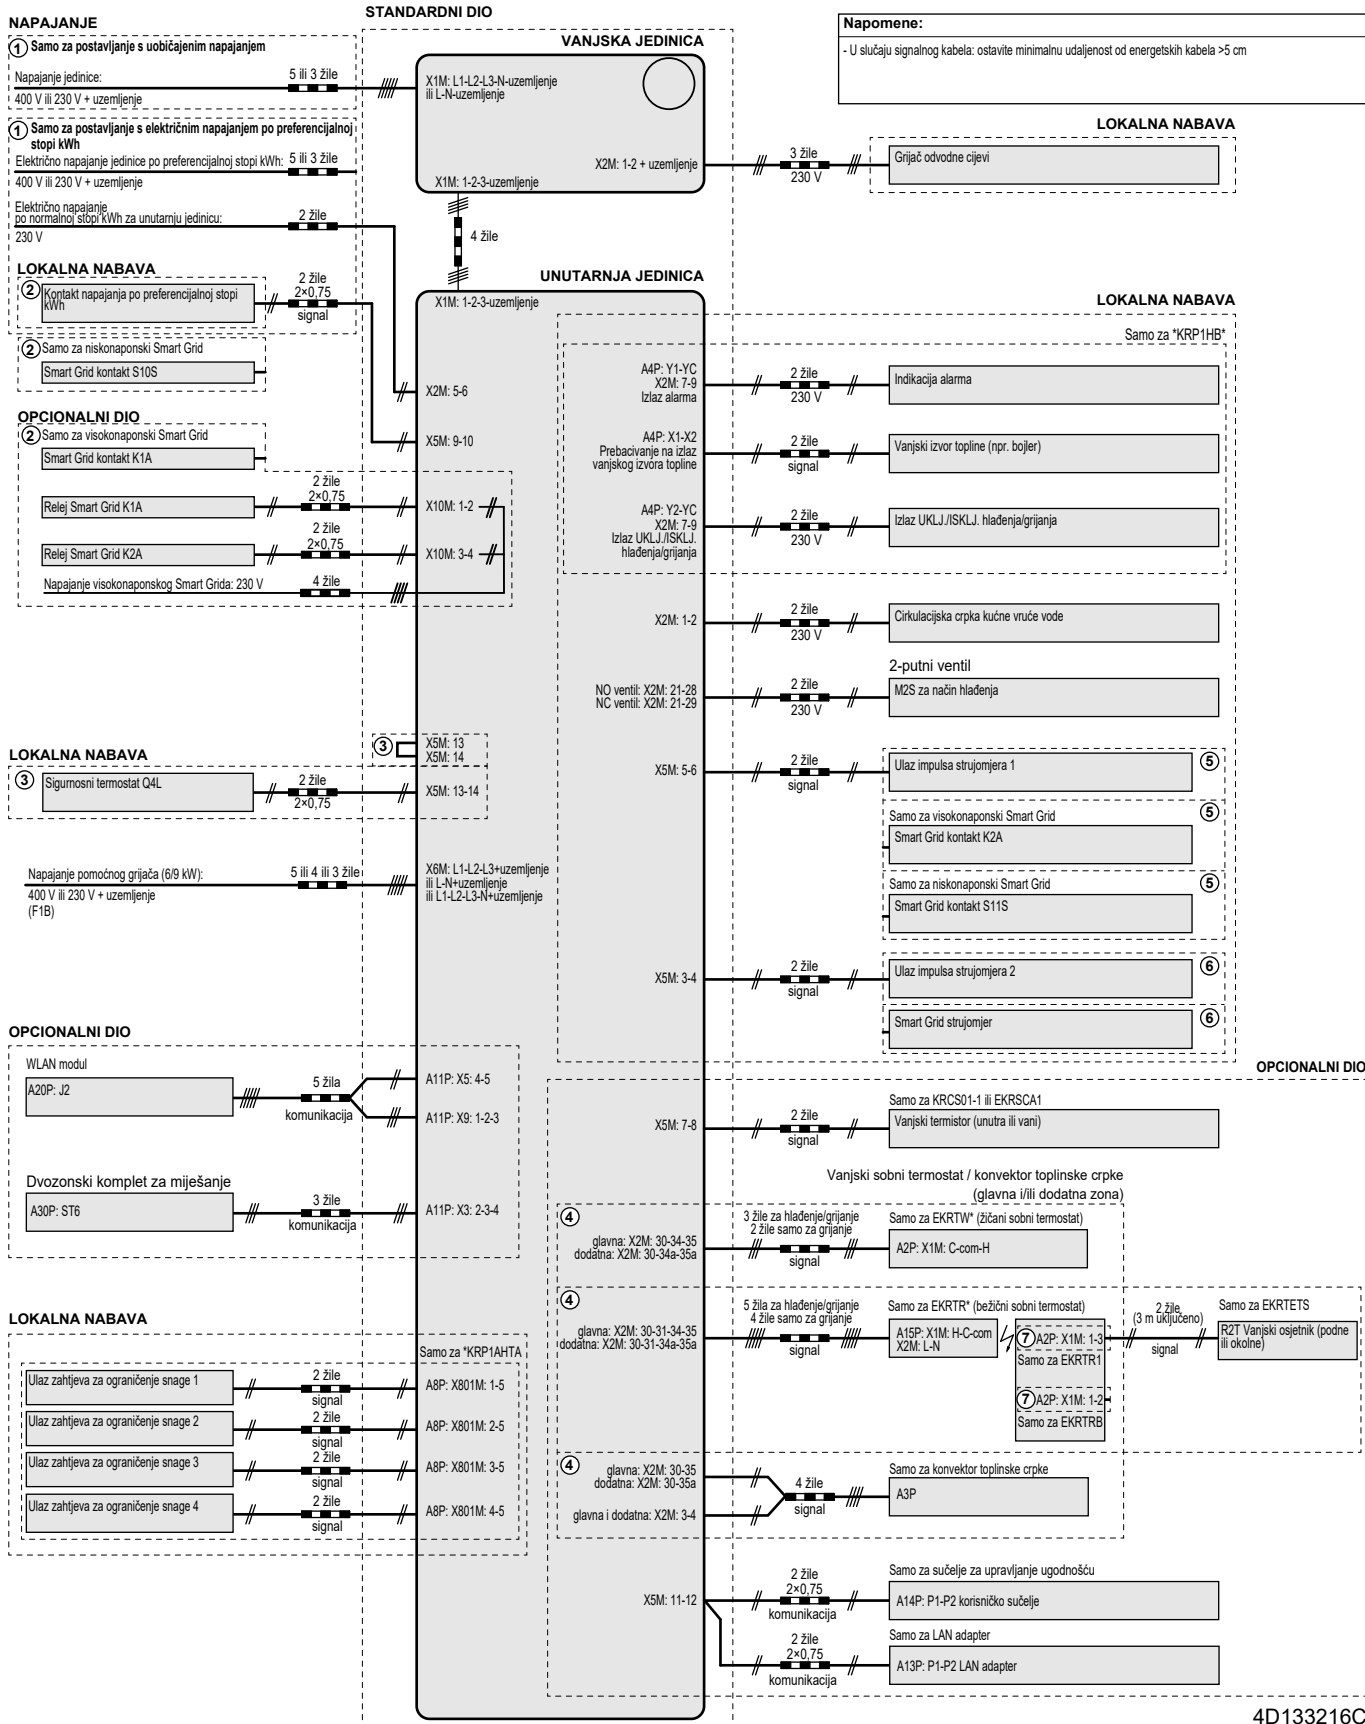 NAPAJANJE
① Samo za postavljanje s uobičajenim napajanjem
Napajanje jedinice:
5 ili 3 žile
400 V ili 230 V + uzemljenje
① Samo za postavljanje s električnim napajanjem po preferencijalnoj
stopi kWh
Električno napajanje jedinice po preferencijalnoj stopi kWh:
5 ili 3 žile
400 V ili 230 V + uzemljenje
Električno napajanje
po normalnoj stopi kWh za unutarnju jedinicu:
2 žile
230 V
LOKALNA NABAVA
② Kontakt napajanja po preferencijalnoj stopi
kWh
2 žile
2×0,75
signal
② Samo za niskonaponski Smart Grid
Smart Grid kontakt S10S
OPCIONALNI DIO
② Samo za visokonaponski Smart Grid
Smart Grid kontakt K1A
Relej Smart Grid K1A
2 žile
2×0,75
Relej Smart Grid K2A
2 žile
2×0,75
Napajanje visokonaponskog Smart Grida: 230 V
4 žile
LOKALNA NABAVA
③ Sigurnosni termostat Q4L
2 žile
2×0,75
Napajanje pomoćnog grijača (6/9 kW):
5 ili 4 ili 3 žile
400 V ili 230 V + uzemljenje
(F1B)
OPCIONALNI DIO
WLAN modul
A20P: J2
5 žila
komunikacija
Dvozonski komplet za miješanje
A30P: ST6
3 žile
komunikacija
LOKALNA NABAVA
Samo za *KRP1AHTA
Ulaz zahtjeva za ograničenje snage 1
2 žile
signal
A8P: X801M: 1-5
Ulaz zahtjeva za ograničenje snage 2
2 žile
signal
A8P: X801M: 2-5
Ulaz zahtjeva za ograničenje snage 3
2 žile
signal
A8P: X801M: 3-5
Ulaz zahtjeva za ograničenje snage 4
2 žile
signal
A8P: X801M: 4-5
STANDARDNI DIO
VANJSKA JEDINICA
X1M: L1-L2-L3-N-uzemljenje
ili L-N-uzemljenje
X2M: 1-2 + uzemljenje
X1M: 1-2-3-uzemljenje
4 žile
UNUTARNJA JEDINICA
X1M: 1-2-3-uzemljenje
X2M: 5-6
X5M: 9-10
X10M: 1-2
X10M: 3-4
③
X5M: 13
X5M: 14
X5M: 13-14
X6M: L1-L2-L3+uzemljenje
ili L-N+uzemljenje
ili L1-L2-L3-N+uzemljenje
A11P: X5: 4-5
A11P: X9: 1-2-3
A11P: X3: 2-3-4
Napomene:
- U slučaju signalnog kabela: ostavite minimalnu udaljenost od energetskih kabela >5 cm
LOKALNA NABAVA
3 žile
230 V
Grijač odvodne cijevi
LOKALNA NABAVA
Samo za *KRP1HB*
A4P: Y1-YC
X2M: 7-9
Izlaz alarma
2 žile
230 V
Indikacija alarma
A4P: X1-X2
Prebacivanje na izlaz
vanjskog izvora topline
2 žile
signal
Vanjski izvor topline (npr. bojler)
A4P: Y2-YC
X2M: 7-9
Izlaz UKLJ./ISKLJ.
hlađenja/grijanja
2 žile
230 V
Izlaz UKLJ./ISKLJ. hlađenja/grijanja
X2M: 1-2
2 žile
230 V
Cirkulacijska crpka kućne vruće vode
2-putni ventil
NO ventil: X2M: 21-28
NC ventil: X2M: 21-29
2 žile
230 V
M2S za način hlađenja
X5M: 5-6
2 žile
signal
Ulaz impulsa strujomjera 1
⑤
Samo za visokonaponski Smart Grid
⑤
Smart Grid kontakt K2A
Samo za niskonaponski Smart Grid
⑤
Smart Grid kontakt S11S
X5M: 3-4
2 žile
signal
Ulaz impulsa strujomjera 2
⑥
Smart Grid strujomjer
⑥
OPCIONALNI DIO
Samo za KRCS01-1 ili EKRSCA1
X5M: 7-8
2 žile
signal
Vanjski termistor (unutra ili vani)
Vanjski sobni termostat / konvektor toplinske crpke
(glavna i/ili dodatna zona)
④
glavna: X2M: 30-34-35
dodatna: X2M: 30-34a-35a
3 žile za hlađenje/grijanje
2 žile samo za grijanje
signal
Samo za EKRTW* (žičani sobni termostat)
A2P: X1M: C-com-H
④
glavna: X2M: 30-31-34-35
dodatna: X2M: 30-31-34a-35a
5 žila za hlađenje/grijanje
4 žile samo za grijanje
signal
Samo za EKRTR* (bežični sobni termostat)
A15P: X1M: H-C-com
X2M: L-N
⑦ A2P: X1M: 1-3
Samo za EKRTR1
⑦ A2P: X1M: 1-2
Samo za EKRTRB
2 žile
(3 m uključeno)
signal
Samo za EKRTETS
R2T Vanjski osjetnik (podne
ili okolne)
④
glavna: X2M: 30-35
dodatna: X2M: 30-35a
glavna i dodatna: X2M: 3-4
4 žile
signal
Samo za konvektor toplinske crpke
A3P
X5M: 11-12
2 žile
2×0,75
komunikacija
Samo za sučelje za upravljanje ugodnošću
A14P: P1-P2 korisničko sučelje
2 žile
2×0,75
komunikacija
Samo za LAN adapter
A13P: P1-P2 LAN adapter
4D133216C